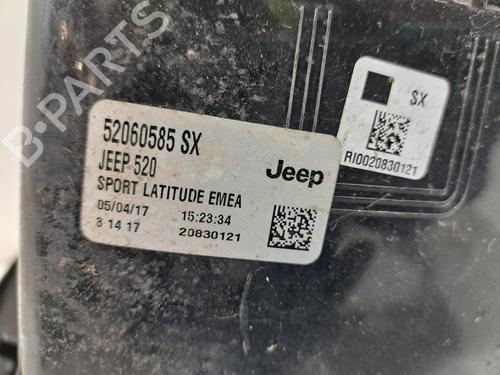 B-PARTS
52060585 SX
JEEP 520
SPORT LATITUDE EMEA
Jeep
05/04/17 15:23:34
3 14 17 20830121
SX
RI0020830121